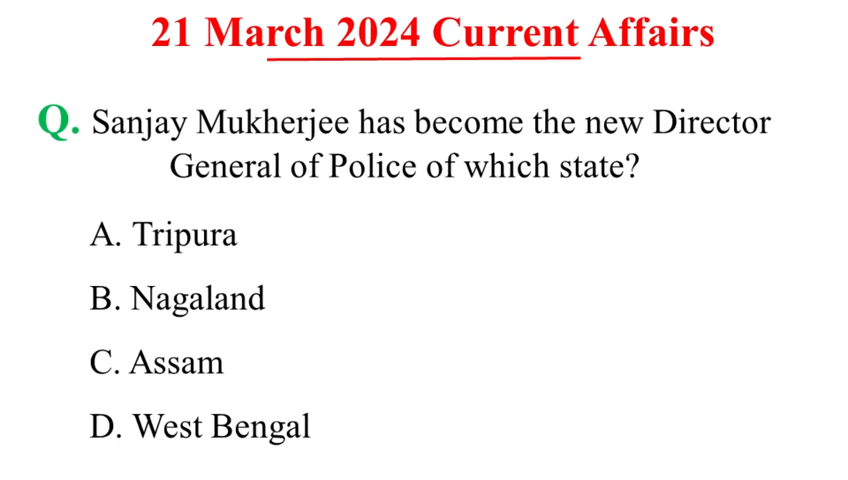 21 March 2024 Current Affairs
Q. Sanjay Mukherjee has become the new Director
General of Police of which state?
A. Tripura
B. Nagaland
C. Assam
D. West Bengal